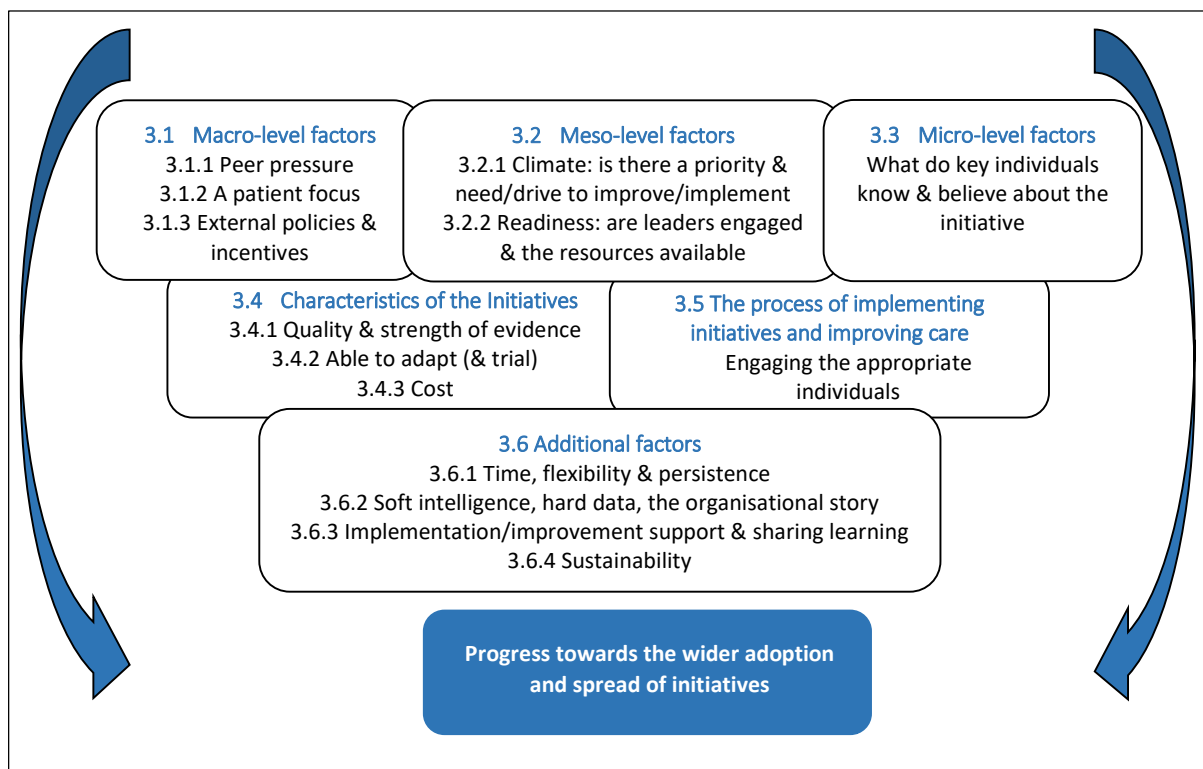 3.1 Macro-level factors
3.1.1 Peer pressure
3.1.2 A patient focus
3.1.3 External policies &
incentives
3.2 Meso-level factors
3.2.1 Climate: is there a priority &
need/drive to improve/implement
3.2.2 Readiness: are leaders engaged
& the resources available
3.3 Micro-level factors
What do key individuals
know & believe about the
initiative
3.4 Characteristics of the Initiatives
3.4.1 Quality & strength of evidence
3.4.2 Able to adapt (& trial)
3.4.3 Cost
3.5 The process of implementing
initiatives and improving care
Engaging the appropriate
individuals
3.6 Additional factors
3.6.1 Time, flexibility & persistence
3.6.2 Soft intelligence, hard data, the organisational story
3.6.3 Implementation/improvement support & sharing learning
3.6.4 Sustainability
Progress towards the wider adoption
and spread of initiatives